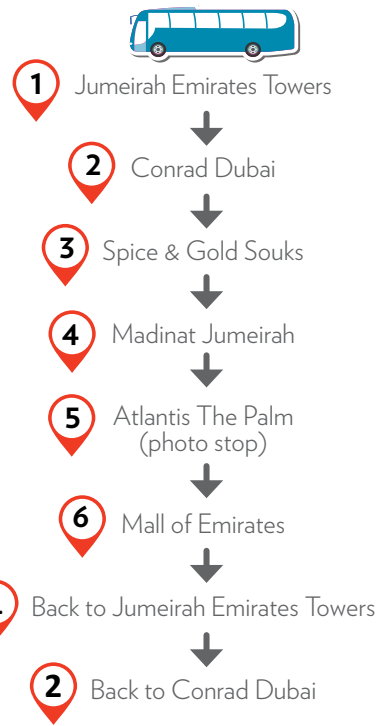 1 Jumeirah Emirates Towers
2 Conrad Dubai
3 Spice & Gold Souks
4 Madinat Jumeirah
5 Atlantis The Palm
(photo stop)
6 Mall of Emirates
Back to Jumeirah Emirates Towers
2 Back to Conrad Dubai